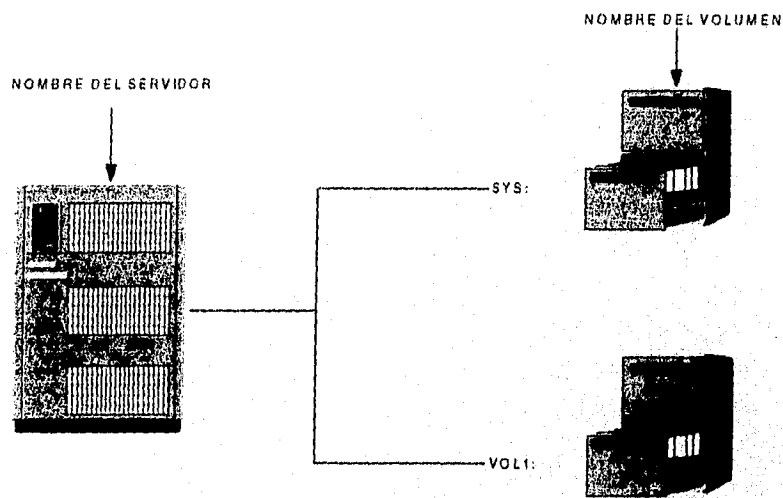 NOMBRE DEL VOLUMEN
NOMBRE DEL SERVIDOR
SYS:
VOL1: